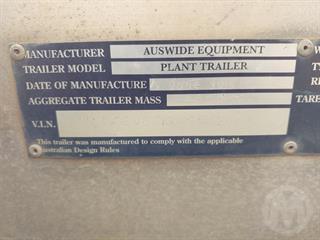 MANUFACTURER AUSWIDE EQUIPMENT W
TRAILER MODEL PLANT TRAILER TY
DATE OF MANUFACTURE R
AGGREGATE TRAILER MASS TARE
V.I.N.
This trailer was manufactured to comply with the applicable
Australian Design Rules